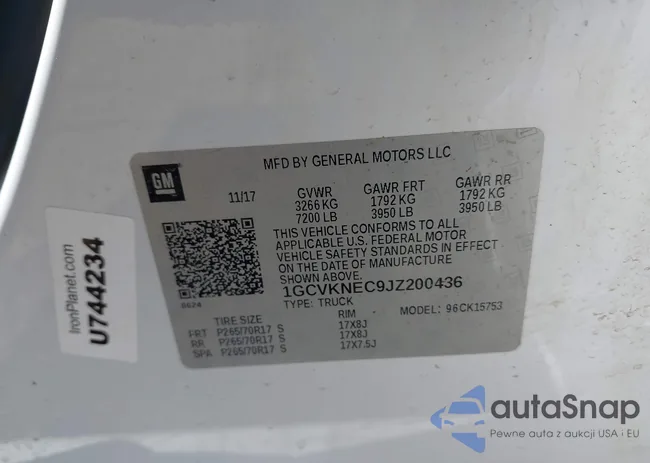 MFD BY GENERAL MOTORS LLC
GM
11/17
GVWR GAWR FRT GAWR RR
3266 KG 1792 KG 1792 KG
7200 LB 3950 LB 3950 LB
THIS VEHICLE CONFORMS TO ALL
APPLICABLE U.S. FEDERAL MOTOR
VEHICLE SAFETY STANDARDS IN EFFECT
ON THE DATE OF MANUFACTURE
SHOWN ABOVE.
0624
1GCVKNEC9JZ200436
TYPE: TRUCK MODEL: 96CK15753
TIRE SIZE RIM
FRT P265/70R17 S 17X8J
RR P265/70R17 S 17X8J
SPA P265/70R17 S 17X7.5J
IronPlanet.com
U744234
autaSnap
Pewne auta z aukcji USA i EU